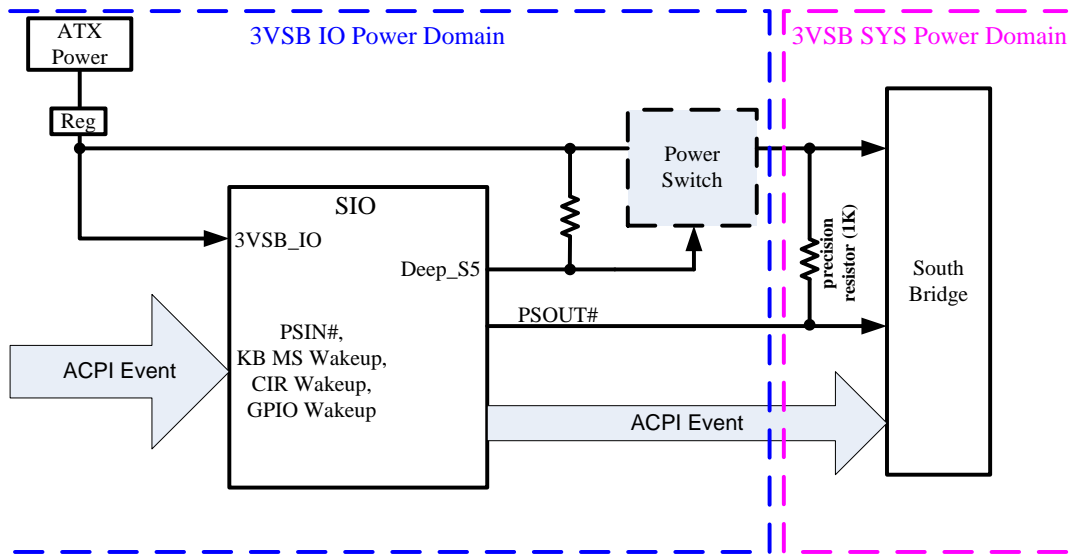 ATX
Power
3VSB IO Power Domain
3VSB SYS Power Domain
Reg
Power
Switch
SIO
3VSB_IO
Deep_S5
precision
resistor (1K)
South
Bridge
PSOUT#
PSIN#,
KB MS Wakeup,
CIR Wakeup,
GPIO Wakeup
ACPI Event
ACPI Event